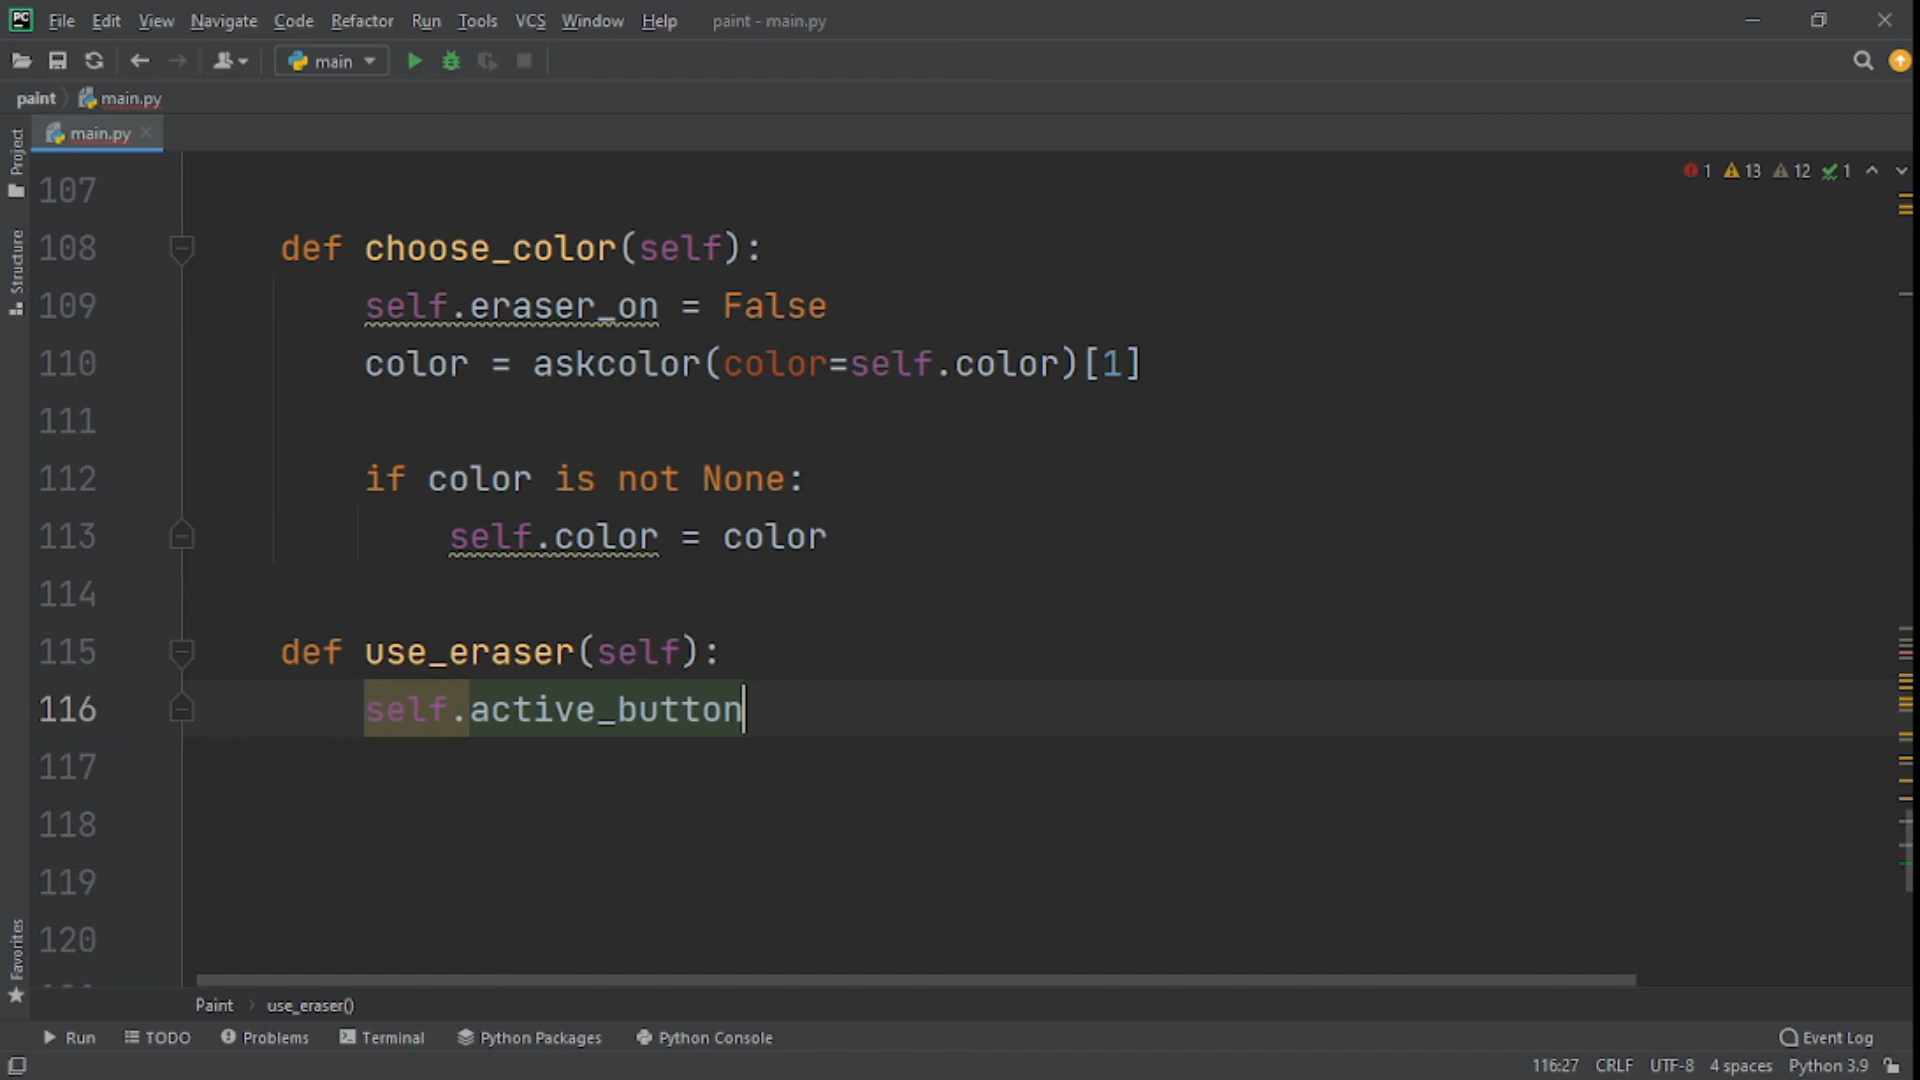 PC File Edit View Navigate Code Refactor Run Tools VCS Window Help paint - main.py
main
paint main.py
main.py
Project
Structure
Favorites
1 13 12 1
107
108 def choose_color(self):
109 self.eraser_on = False
110 color = askcolor(color=self.color)[1]
111
112 if color is not None:
113 self.color = color
114
115 def use_eraser(self):
116 self.active_button
117
118
119
120
Paint use_eraser()
Run TODO Problems Terminal Python Packages Python Console Event Log
116:27 CRLF UTF-8 4 spaces Python 3.9